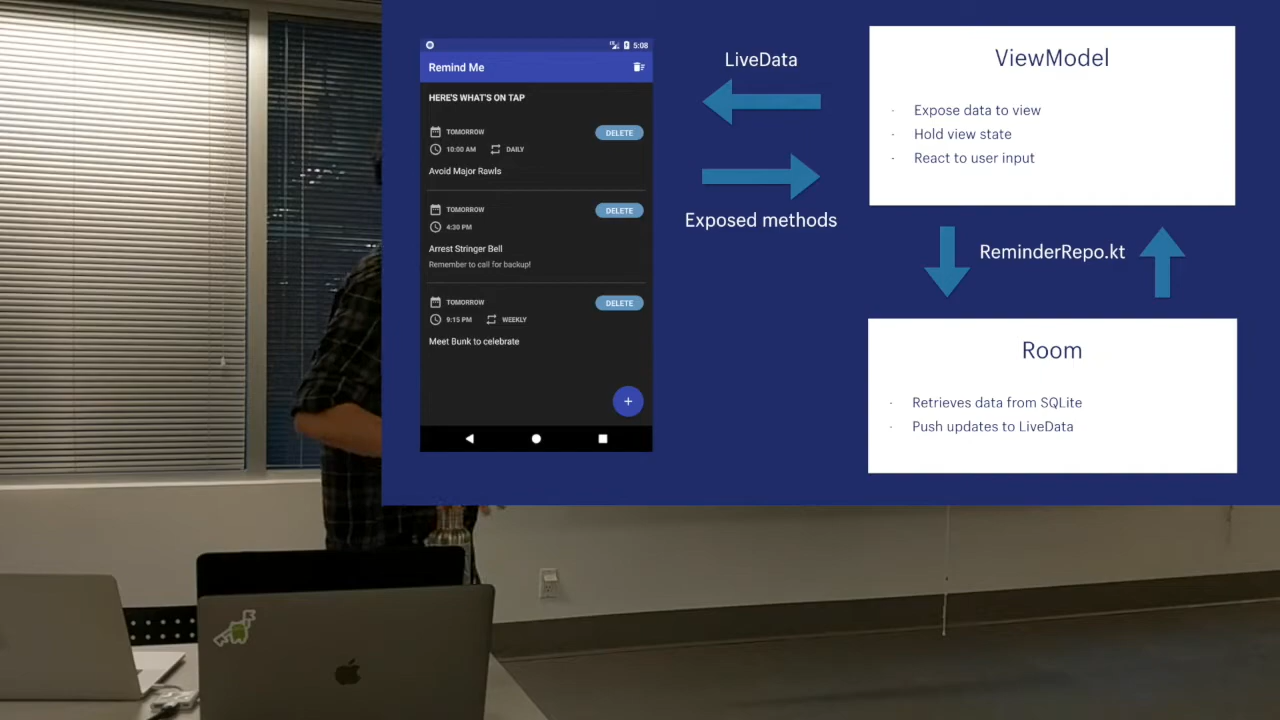 5:08
Remind Me
HERE'S WHAT'S ON TAP
TOMORROW
DELETE
10:00 AM DAILY
Avoid Major Rawls
TOMORROW
DELETE
4:30 PM
Arrest Stringer Bell
Remember to call for backup!
TOMORROW
DELETE
9:15 PM WEEKLY
Meet Bunk to celebrate
+
LiveData
Exposed methods
ViewModel
· Expose data to view
· Hold view state
· React to user input
ReminderRepo.kt
Room
· Retrieves data from SQLite
· Push updates to LiveData